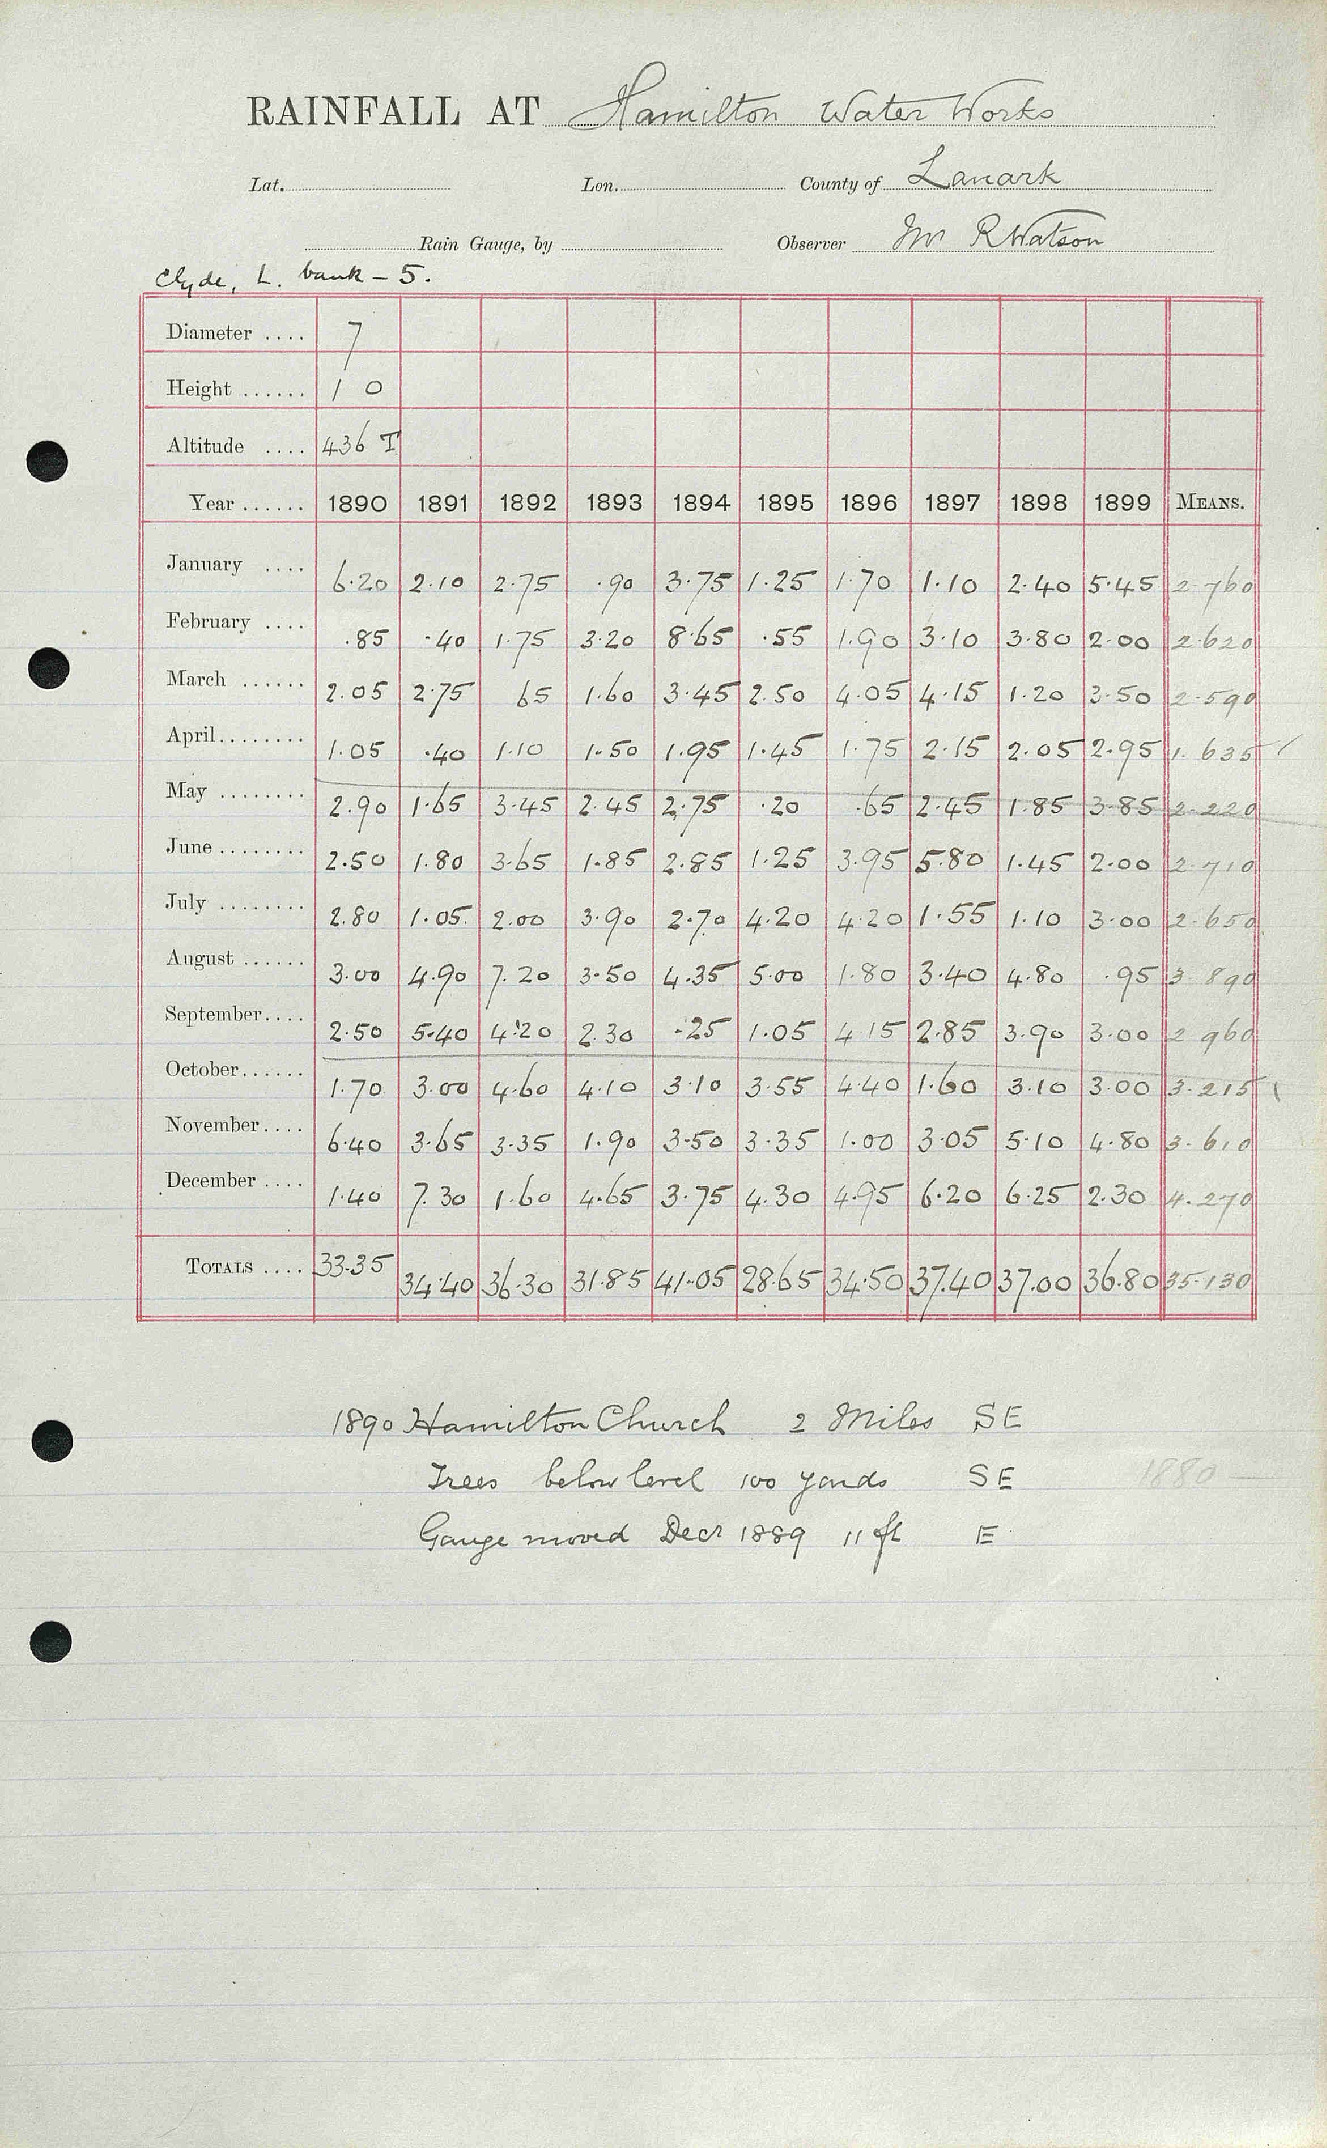 RAINFALL AT Hamilton Water Works
Lat. Lon. County of Lanark
Rain Gauge, by Observer Mr R Watson
Clyde, L. bank – 5.
Diameter .... 7
Height ...... 1 0
Altitude .... 436 T
Year ...... 1890 1891 1892 1893 1894 1895 1896 1897 1898 1899 MEANS.
January .... 6.20 2.10 2.75 .90 3.75 1.25 1.70 1.10 2.40 5.45 2.760
February .... .85 .40 1.75 3.20 8.65 .55 1.90 3.10 3.80 2.00 2.620
March ...... 2.05 2.75 65 1.60 3.45 2.50 4.05 4.15 1.20 3.50 2.590
April........ 1.05 .40 1.10 1.50 1.95 1.45 1.75 2.15 2.05 2.95 1.635
May ........ 2.90 1.65 3.45 2.45 2.75 .20 .65 2.45 1.85 3.85 2.220
June ........ 2.50 1.80 3.65 1.85 2.85 1.25 3.95 5.80 1.45 2.00 2.710
July ........ 2.80 1.05 2.00 3.90 2.70 4.20 4.20 1.55 1.10 3.00 2.650
August ...... 3.00 4.90 7.20 3.50 4.35 5.00 1.80 3.40 4.80 .95 3.890
September.... 2.50 5.40 4.20 2.30 .25 1.05 4 15 2.85 3.90 3.00 2.960
October...... 1.70 3.00 4.60 4.10 3.10 3.55 4.40 1.60 3.10 3.00 3.215
November.... 6.40 3.65 3.35 1.90 3.50 3.35 1.00 3.05 5.10 4.80 3.610
December .... 1.40 7.30 1.60 4.65 3.75 4.30 4.95 6.20 6.25 2.30 4.270
TOTALS .... 33.35 34.40 36.30 31.85 41.05 28.65 34.50 37.40 37.00 36.80 35.130
1890 Hamilton Church 2 Miles SE
Trees below level 100 yards SE
1880
Gauge moved Decr 1889 11 ft E